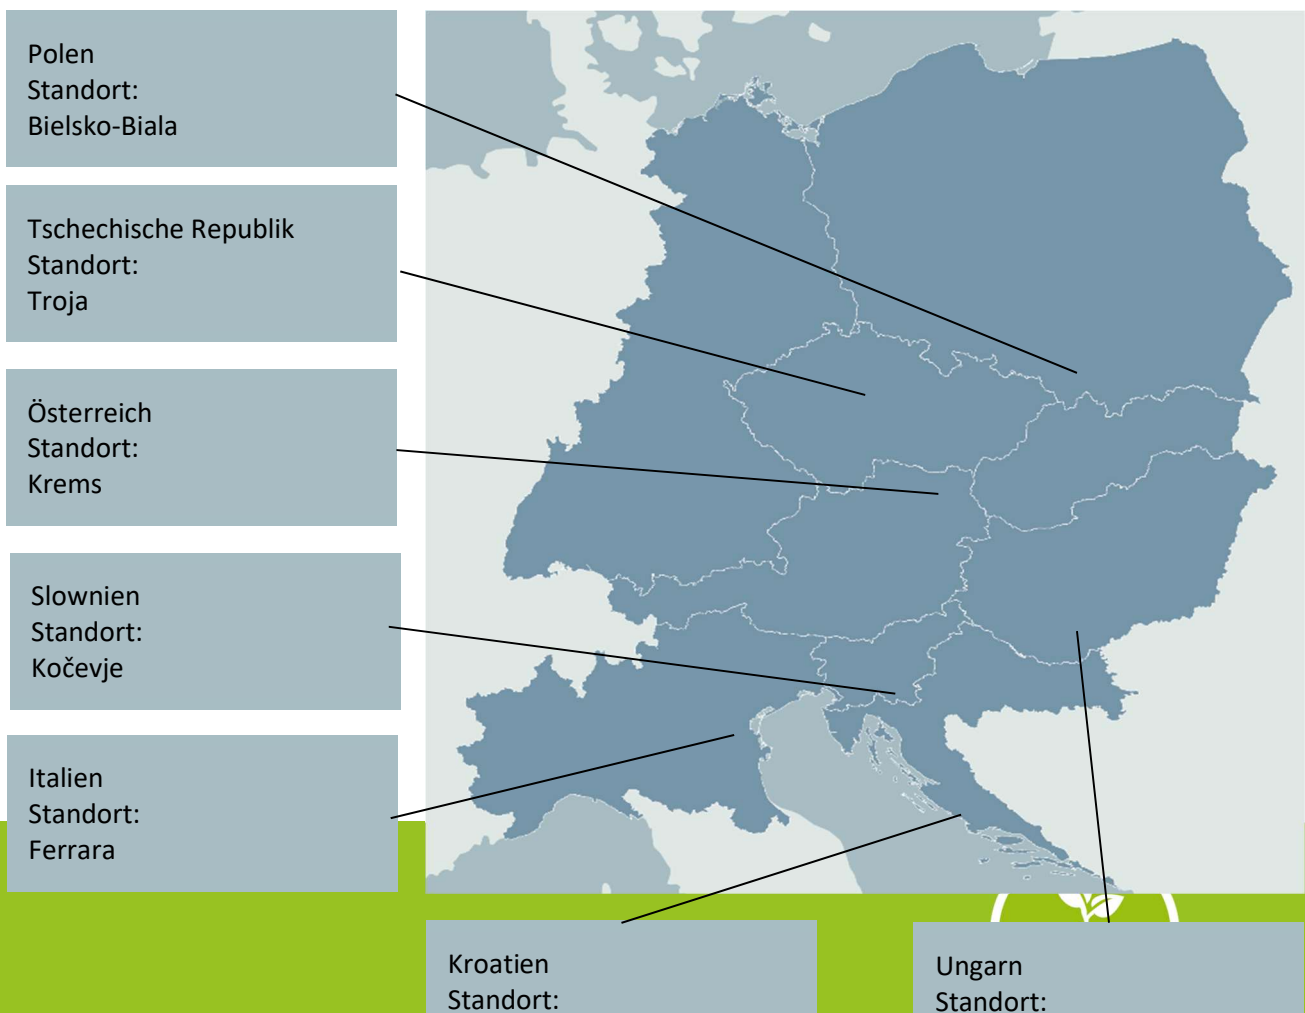 Polen
Standort:
Bielsko-Biala
Tschechische Republik
Standort:
Troja
Österreich
Standort:
Krems
Slownien
Standort:
Kočevje
Italien
Standort:
Ferrara
Kroatien
Standort:
Ungarn
Standort: